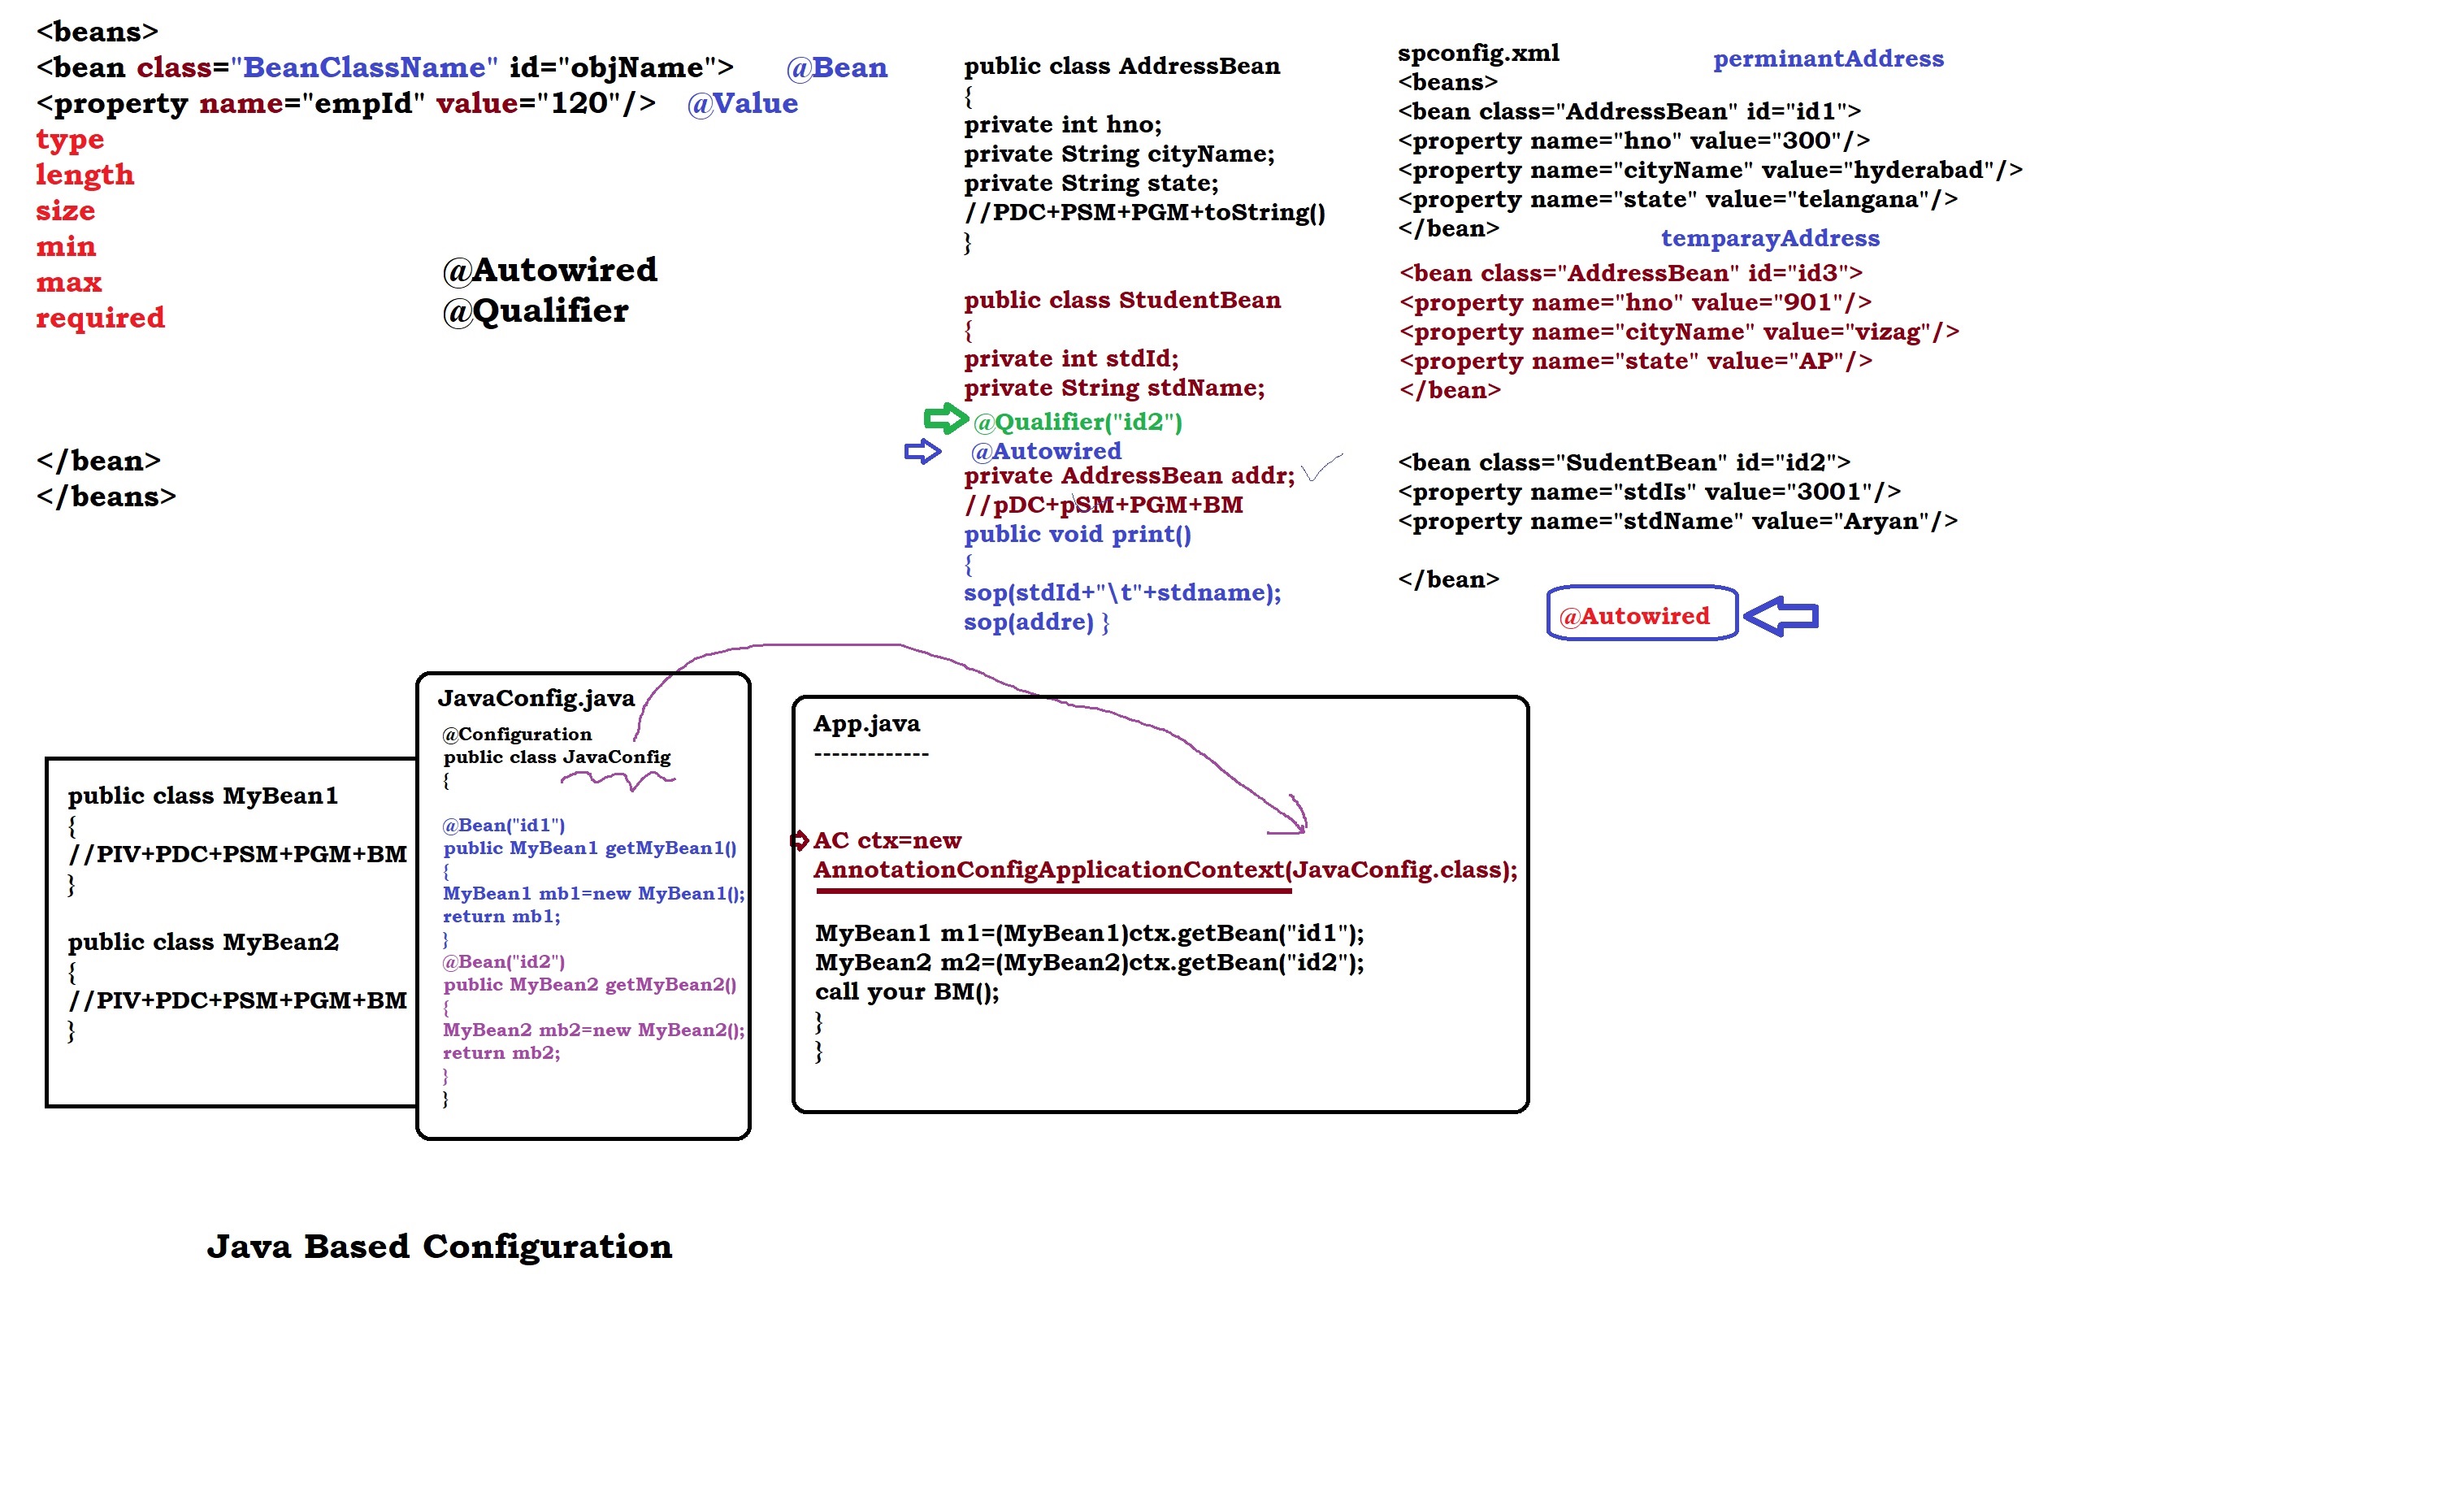 <beans>
<bean class="BeanClassName" id="objName"> @Bean
<property name="empId" value="120"/> @Value
type
length
size
min
max
required
@Autowired
@Qualifier
</bean>
</beans>
public class AddressBean
{
private int hno;
private String cityName;
private String state;
//PDC+PSM+PGM+toString()
}
public class StudentBean
{
private int stdId;
private String stdName;
@Qualifier("id2")
@Autowired
private AddressBean addr;
//pDC+pSM+PGM+BM
public void print()
{
sop(stdId+"\t"+stdname);
sop(addre) }
spconfig.xml
perminantAddress
<beans>
<bean class="AddressBean" id="id1">
<property name="hno" value="300"/>
<property name="cityName" value="hyderabad"/>
<property name="state" value="telangana"/>
</bean>
temparayAddress
<bean class="AddressBean" id="id3">
<property name="hno" value="901"/>
<property name="cityName" value="vizag"/>
<property name="state" value="AP"/>
</bean>
<bean class="SudentBean" id="id2">
<property name="stdIs" value="3001"/>
<property name="stdName" value="Aryan"/>
</bean>
@Autowired
public class MyBean1
{
//PIV+PDC+PSM+PGM+BM
}
public class MyBean2
{
//PIV+PDC+PSM+PGM+BM
}
JavaConfig.java
@Configuration
public class JavaConfig
{
@Bean("id1")
public MyBean1 getMyBean1()
{
MyBean1 mb1=new MyBean1();
return mb1;
}
@Bean("id2")
public MyBean2 getMyBean2()
{
MyBean2 mb2=new MyBean2();
return mb2;
}
}
App.java
-------------
AC ctx=new
AnnotationConfigApplicationContext(JavaConfig.class);
MyBean1 m1=(MyBean1)ctx.getBean("id1");
MyBean2 m2=(MyBean2)ctx.getBean("id2");
call your BM();
}
}
Java Based Configuration